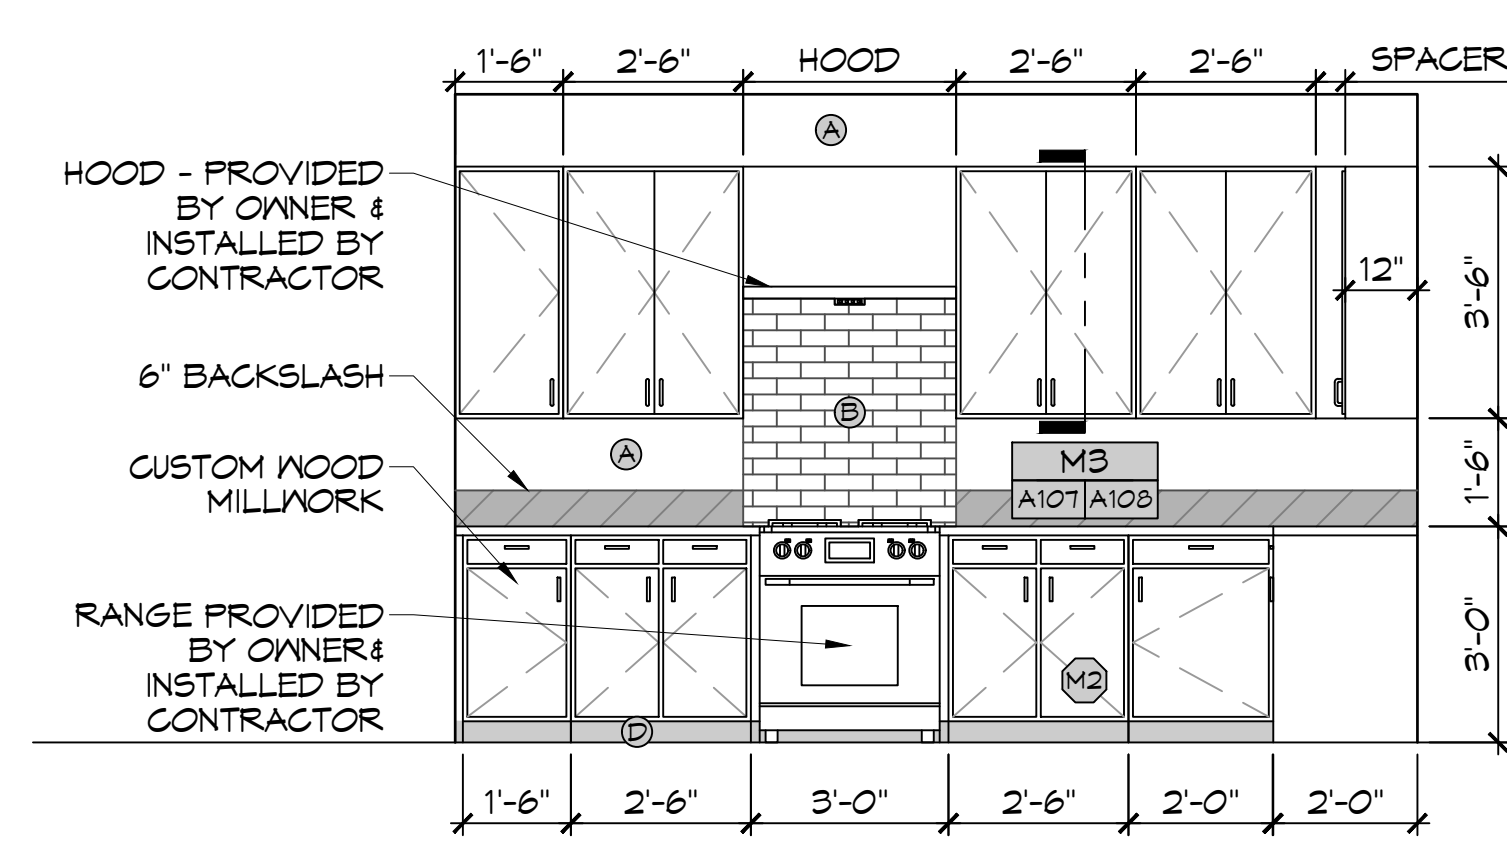 1'-6" 2'-6" HOOD 2'-6" 2'-6" SPACER
A
HOOD - PROVIDED
BY OWNER &
INSTALLED BY
CONTRACTOR
12"
3'-6"
6" BACKSLASH
B
A
CUSTOM WOOD
MILLWORK
M3
A107 A108
1'-6"
RANGE PROVIDED
BY OWNER&
INSTALLED BY
CONTRACTOR
3'-0"
M2
D
1'-6" 2'-6" 3'-0" 2'-6" 2'-0" 2'-0"